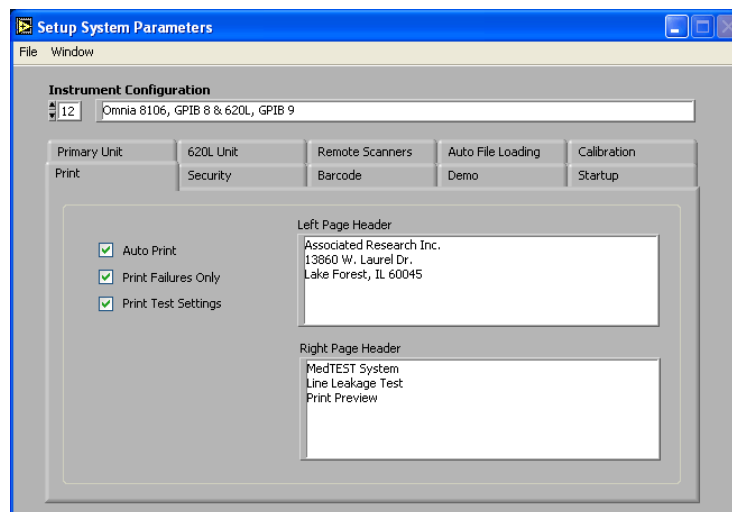 Setup System Parameters
File Window
Instrument Configuration
12 Omnia 8106, GPIB 8 & 620L, GPIB 9
Primary Unit 620L Unit Remote Scanners Auto File Loading Calibration
Print Security Barcode Demo Startup
Left Page Header
Auto Print
Print Failures Only
Print Test Settings
Associated Research Inc.
13860 W. Laurel Dr.
Lake Forest, IL 60045
Right Page Header
MedTEST System
Line Leakage Test
Print Preview